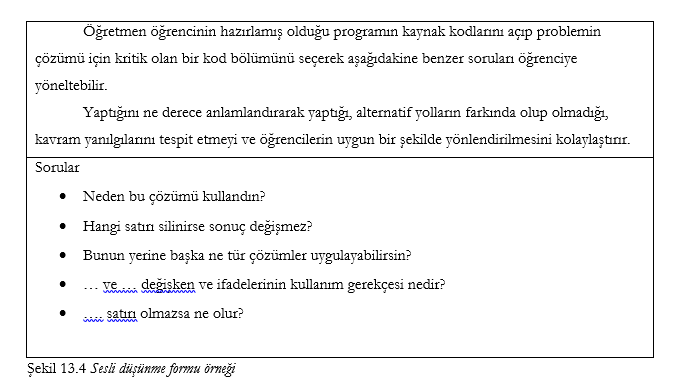 Öğretmen öğrencinin hazırlamış olduğu programın kaynak kodlarını açıp problemin
çözümü için kritik olan bir kod bölümünü seçerek aşağıdakine benzer soruları öğrenciye
yöneltebilir.
Yaptığını ne derece anlamlandırarak yaptığı, alternatif yolların farkında olup olmadığı,
kavram yanılgılarını tespit etmeyi ve öğrencilerin uygun bir şekilde yönlendirilmesini kolaylaştırır.
Sorular
• Neden bu çözümü kullandın?
• Hangi satırı silinirse sonuç değişmez?
• Bunun yerine başka ne tür çözümler uygulayabilirsin?
• … ve … değişken ve ifadelerinin kullanım gerekçesi nedir?
• …. satırı olmazsa ne olur?
Şekil 13.4 Sesli düşünme formu örneği